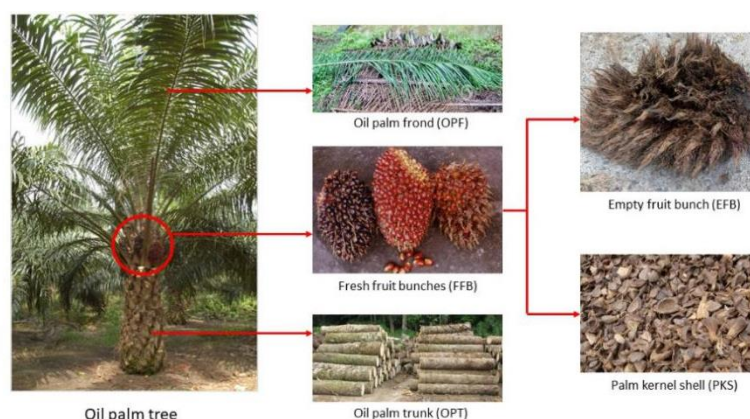 Oil palm frond (OPF)
Empty fruit bunch (EFB)
Fresh fruit bunches (FFB)
Palm kernel shell (PKS)
Oil palm tree
Oil palm trunk (OPT)